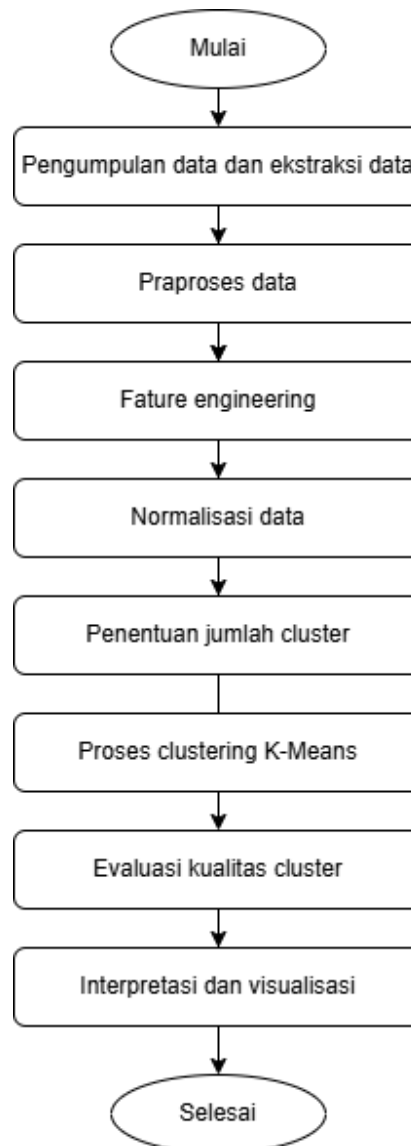 Mulai
Pengumpulan data dan ekstraksi data
Praproses data
Fature engineering
Normalisasi data
Penentuan jumlah cluster
Proses clustering K-Means
Evaluasi kualitas cluster
Interpretasi dan visualisasi
Selesai